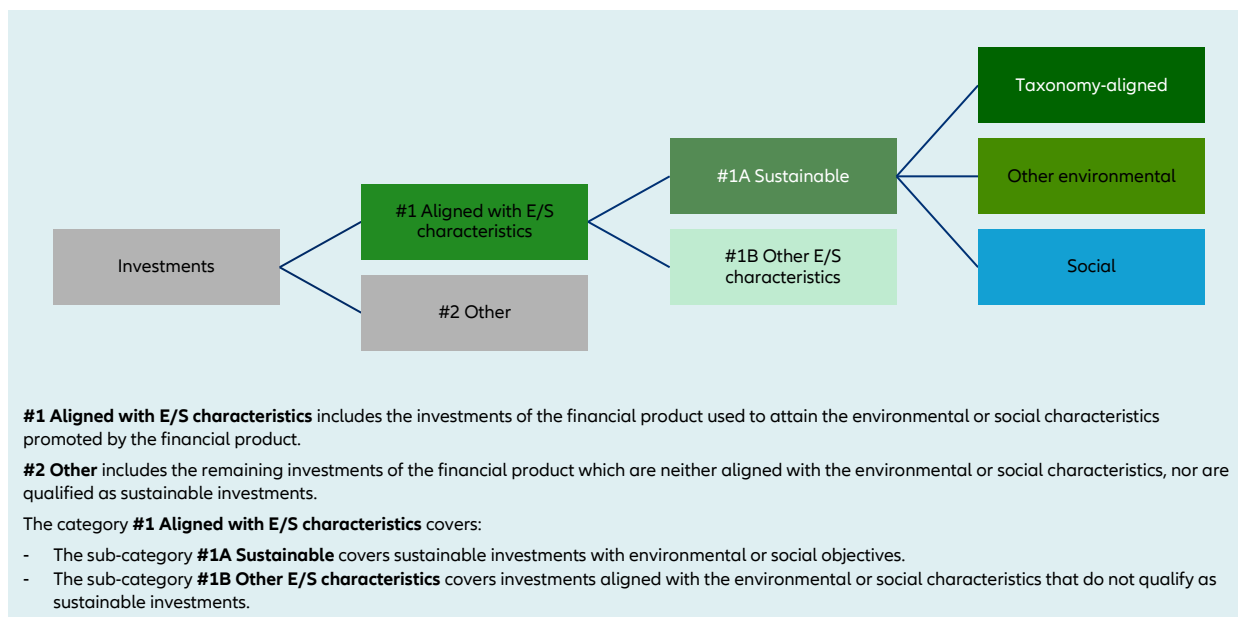 Taxonomy-aligned
#1A Sustainable
Other environmental
#1 Aligned with E/S
characteristics
Investments
#1B Other E/S
characteristics
Social
#2 Other
#1 Aligned with E/S characteristics includes the investments of the financial product used to attain the environmental or social characteristics
promoted by the financial product.
#2 Other includes the remaining investments of the financial product which are neither aligned with the environmental or social characteristics, nor are
qualified as sustainable investments.
The category #1 Aligned with E/S characteristics covers:
- The sub-category #1A Sustainable covers sustainable investments with environmental or social objectives.
- The sub-category #1B Other E/S characteristics covers investments aligned with the environmental or social characteristics that do not qualify as
sustainable investments.